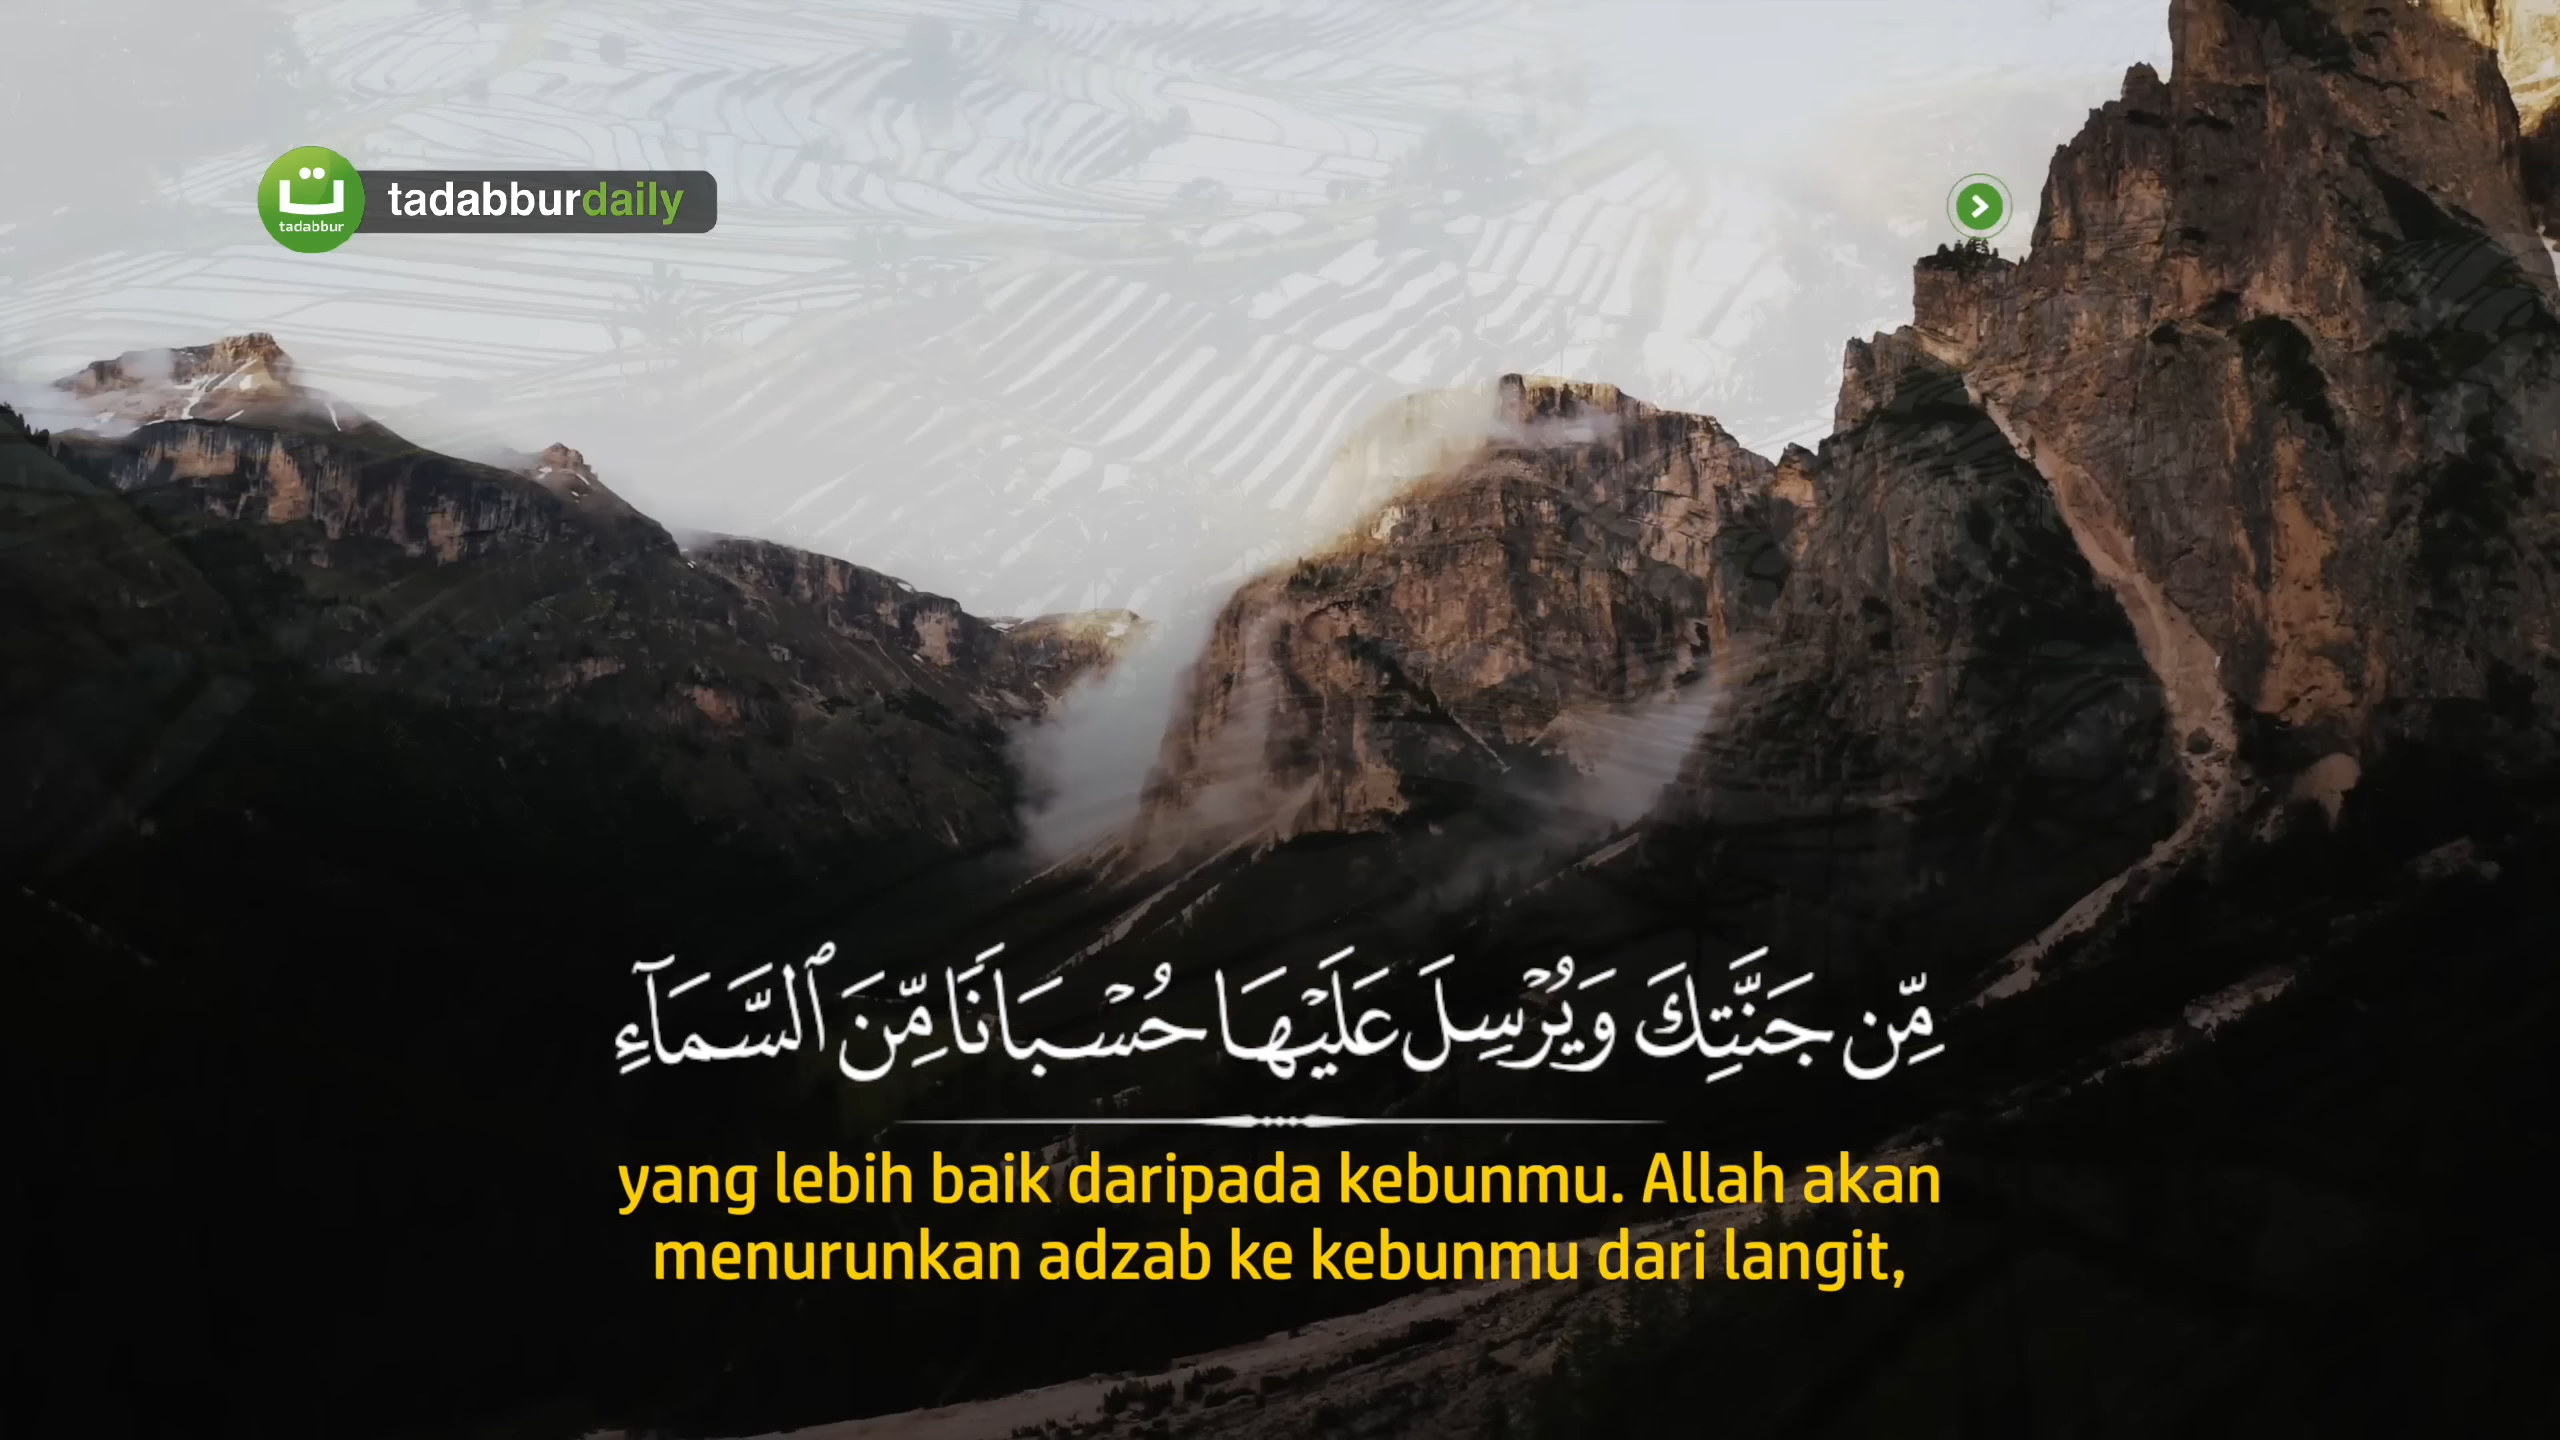 ت
tadabbur
tadabburdaily
مِّن جَنَّتِكَ وَيُرْسِلَ عَلَيْهَا حُسْبَانًا مِّنَ ٱلسَّمَآءِ
yang lebih baik daripada kebunmu. Allah akan
menurunkan adzab ke kebunmu dari langit,